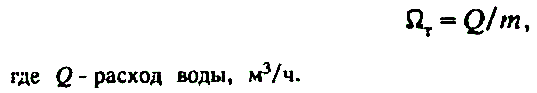 Ωт = Q/m,
где Q - расход воды, м³/ч.